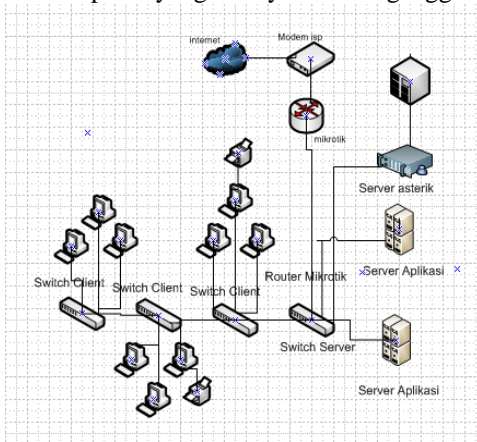 internet
Modem isp
mikrotik
Server asterik
Router Mikrotik
Server Aplikasi
Switch Client
Switch Client
Switch Client
Switch Server
Server Aplikasi